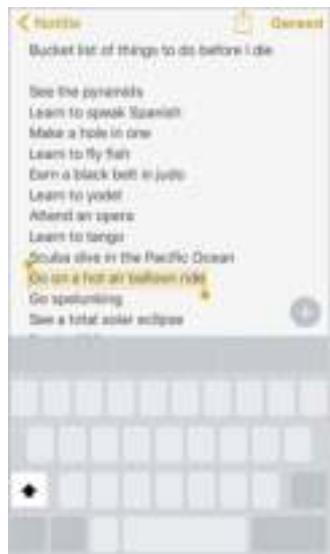 Notitie Gereed
Bucket list of things to do before I die
See the pyramids
Learn to speak Spanish
Make a hole in one
Learn to fly fish
Earn a black belt in judo
Learn to yodel
Attend an opera
Learn to tango
Scuba dive in the Pacific Ocean
Go on a hot air balloon ride
Go spelunking
See a total solar eclipse